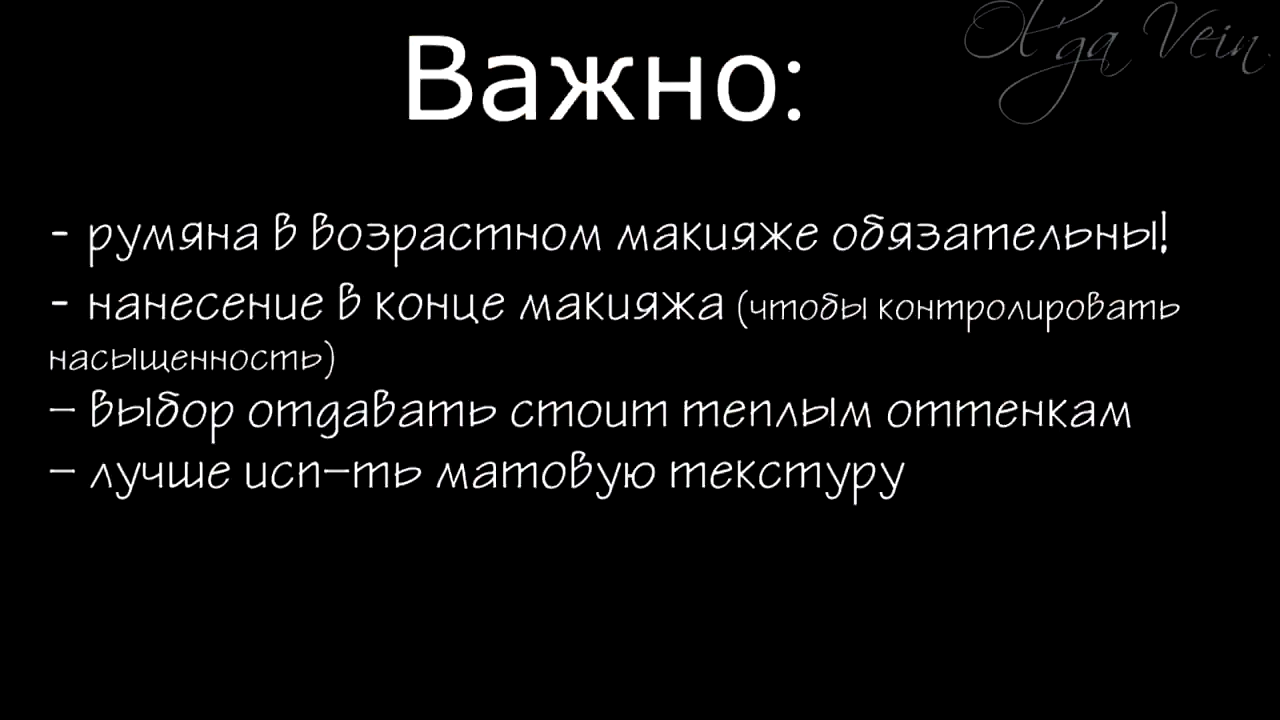 Ol'ga Vein
Важно:
- румяна в возрастном макияже обязательны!
- нанесение в конце макияжа (чтобы контролировать
насыщенность)
– выбор отдавать стоит теплым оттенкам
– лучше исп–ть матовую текстуру